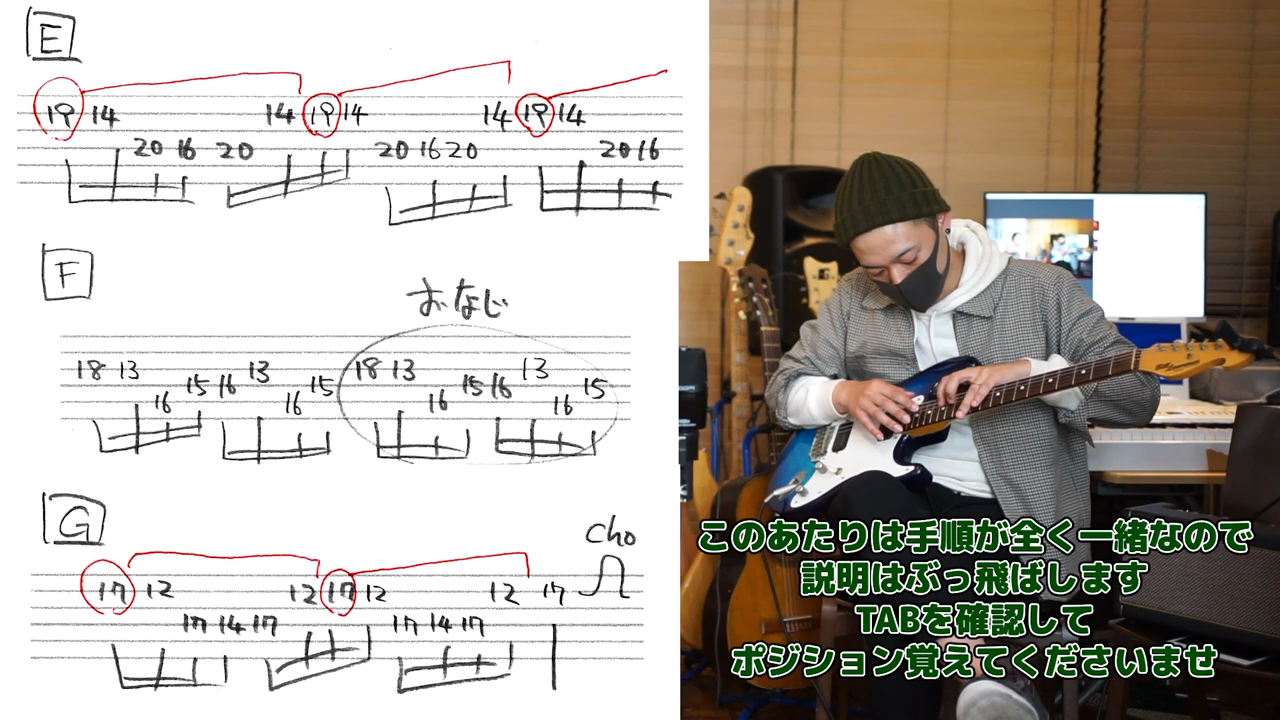 E
19 14 14 19 14 14 19 14
20 16 20 20 16 20 20 16
F
おなじ
18 13 13 18 13 13
15 16 15 15 16 15
16 16 16 16
G
Cho
17 12 12 17 12 12 17
17 14 17 17 14 17
このあたりは手順が全く一緒なので
説明はぶっ飛ばします
TABを確認して
ポジション覚えてくださいませ